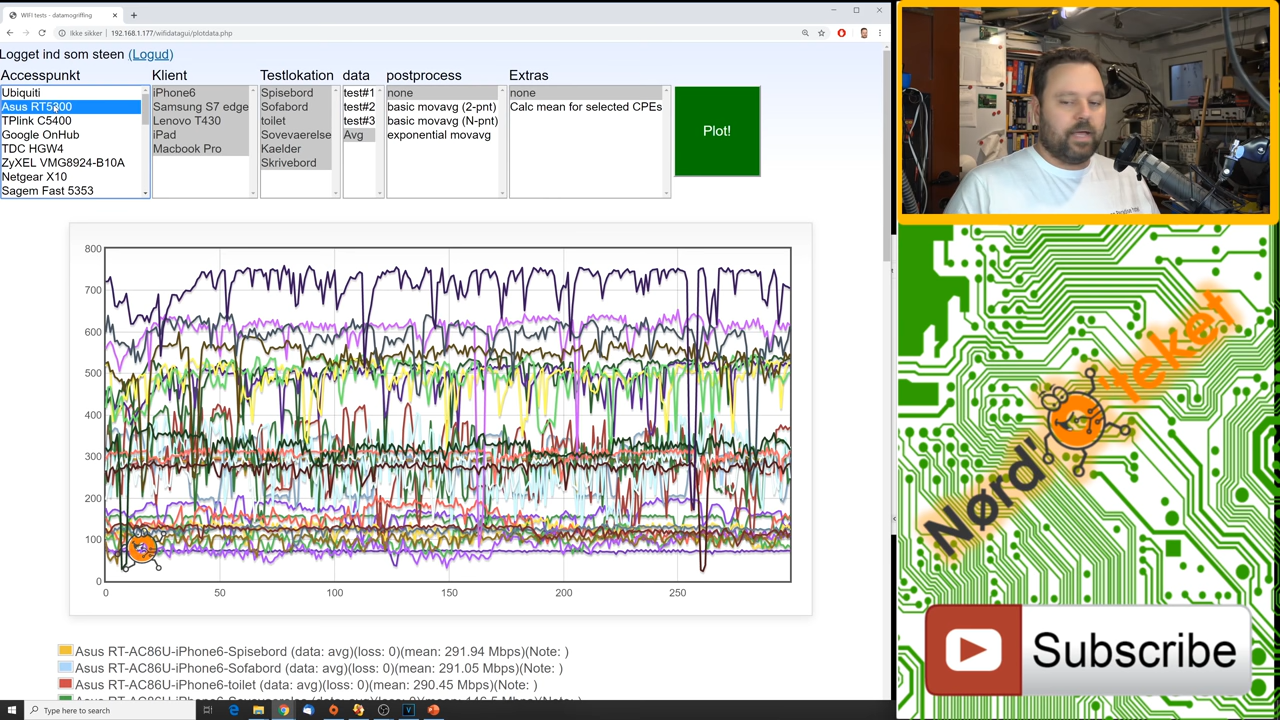 WIFI tests - datamogriffing
Ikke sikker | 192.168.1.177/wifidatagui/plotdata.php
Logget ind som steen (Logud)
Accesspunkt
Ubiquiti
Asus RT5300
TPlink C5400
Google OnHub
TDC HGW4
ZyXEL VMG8924-B10A
Netgear X10
Sagem Fast 5353
Klient
iPhone6
Samsung S7 edge
Lenovo T430
iPad
Macbook Pro
Testlokation
Spisebord
Sofabord
toilet
Sovevaerelse
Kaelder
Skrivebord
data
test#1
test#2
test#3
Avg
postprocess
none
basic movavg (2-pnt)
basic movavg (N-pnt)
exponential movavg
Extras
none
Calc mean for selected CPEs
Plot!
800
700
600
500
400
300
200
100
0
0 50 100 150 200 250
Asus RT-AC86U-iPhone6-Spisebord (data: avg)(loss: 0)(mean: 291.94 Mbps)(Note: )
Asus RT-AC86U-iPhone6-Sofabord (data: avg)(loss: 0)(mean: 291.05 Mbps)(Note: )
Asus RT-AC86U-iPhone6-toilet (data: avg)(loss: 0)(mean: 290.45 Mbps)(Note: )
Type here to search
Nørd'teket
Subscribe